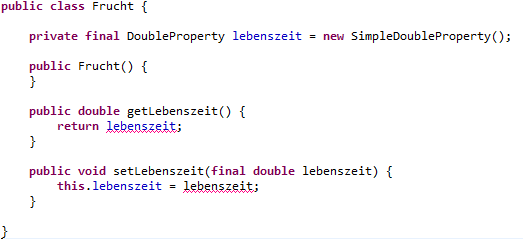 public class Frucht {
private final DoubleProperty lebenszeit = new SimpleDoubleProperty();
public Frucht() {
}
public double getLebenszeit() {
return lebenszeit;
}
public void setLebenszeit(final double lebenszeit) {
this.lebenszeit = lebenszeit;
}
}